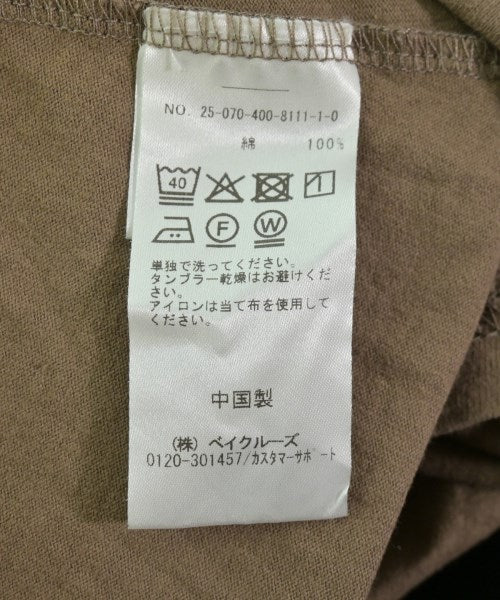 NO. 25-070-400-8111-1-0
綿 100%
40
F W
単独で洗ってください。
タンブラー乾燥はお避けくだ
さい。
アイロンは当て布を使用して
ください。
中国製
(株) ベイクルーズ
0120-301457/カスタマーサポート